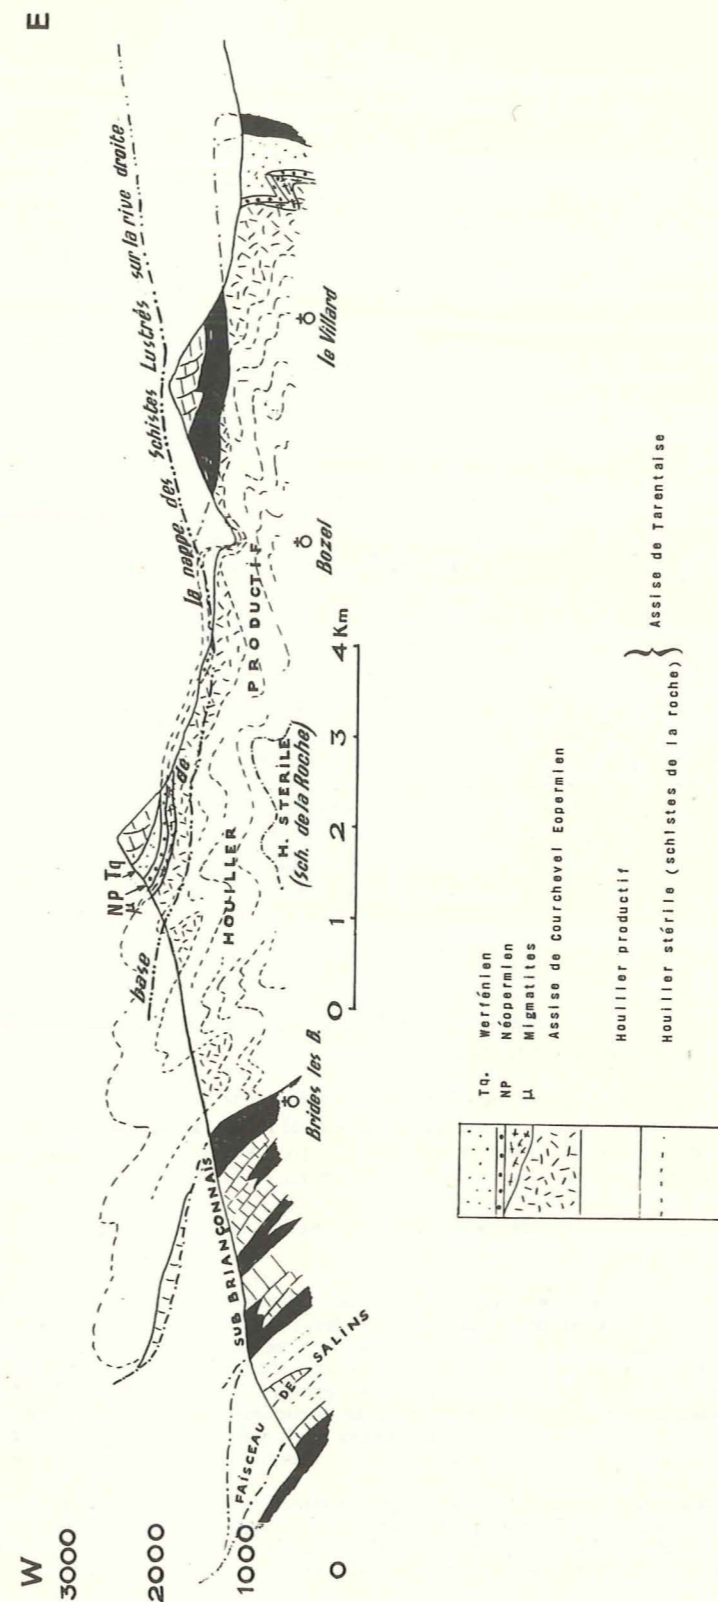 W
E
3000
2000
1000
0
FAISCEAU
DE
SALINS
SUB BRIANÇONNAIS
Brides les B.
base
de
la nappe des Schistes Lustrés sur la rive droite
NP Tq
µ
HOUILLER
PRODUCTIF
H. STERILE
(sch. de la Roche)
Bozel
le Villard
0 1 2 3 4 Km
Tq. Werfénien
NP Néopermien
µ Migmatites
Assise de Courchevel Eopermien
Houiller productif
Houiller stérile (schistes de la roche)
Assise de Tarentaise